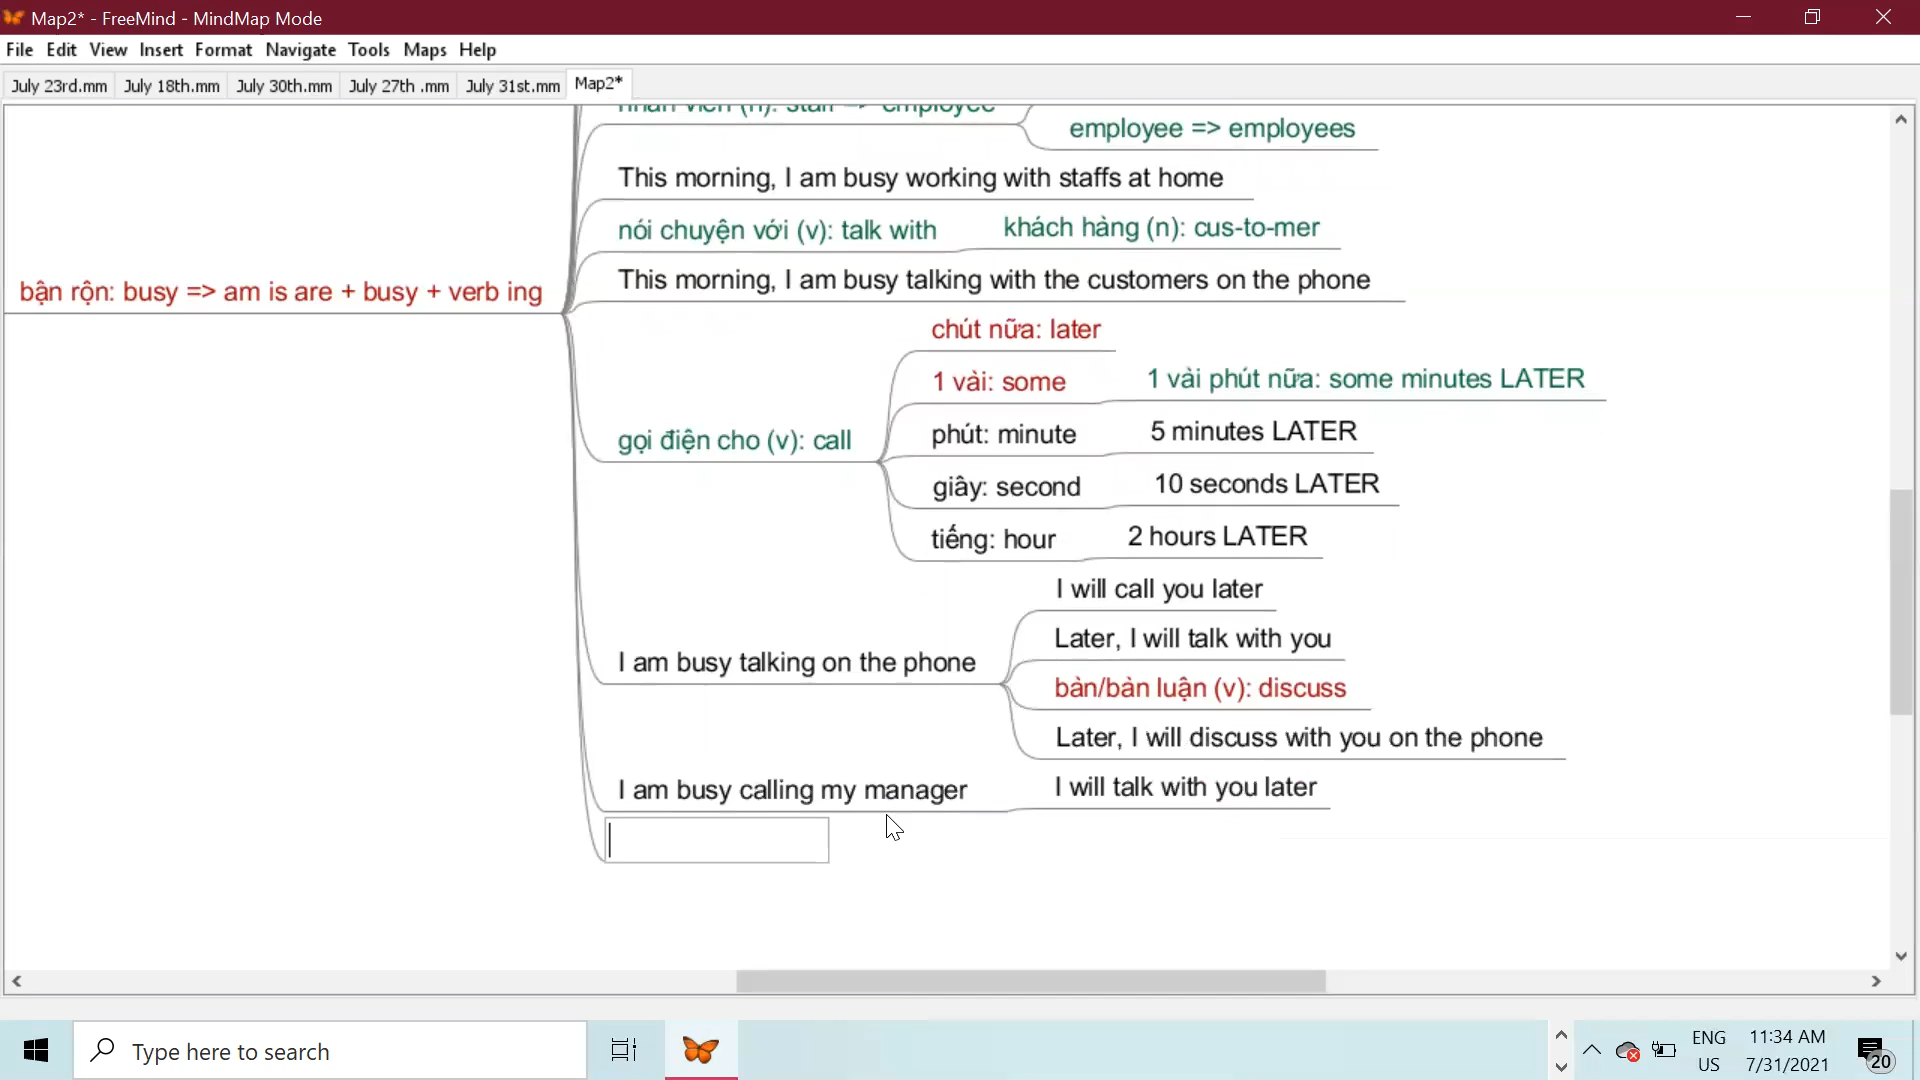 Map2* - FreeMind - MindMap Mode
File Edit View Insert Format Navigate Tools Maps Help
July 23rd.mm July 18th.mm July 30th.mm July 27th .mm July 31st.mm Map2*
nhân viên (n): staff => employee
employee => employees
This morning, I am busy working with staffs at home
nói chuyện với (v): talk with khách hàng (n): cus-to-mer
This morning, I am busy talking with the customers on the phone
bận rộn: busy => am is are + busy + verb ing
chút nữa: later
1 vài: some 1 vài phút nữa: some minutes LATER
gọi điện cho (v): call
phút: minute 5 minutes LATER
giây: second 10 seconds LATER
tiếng: hour 2 hours LATER
I will call you later
Later, I will talk with you
I am busy talking on the phone
bàn/bàn luận (v): discuss
Later, I will discuss with you on the phone
I am busy calling my manager I will talk with you later
Type here to search
ENG 11:34 AM
US 7/31/2021
20